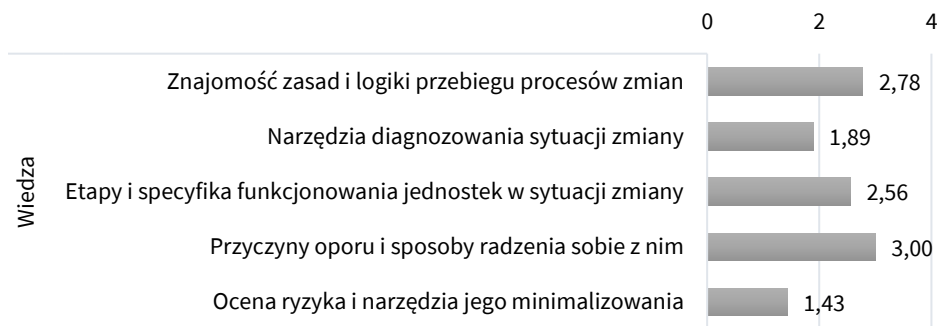 0 2 4
Wiedza
Znajomość zasad i logiki przebiegu procesów zmian 2,78
Narzędzia diagnozowania sytuacji zmiany 1,89
Etapy i specyfika funkcjonowania jednostek w sytuacji zmiany 2,56
Przyczyny oporu i sposoby radzenia sobie z nim 3,00
Ocena ryzyka i narzędzia jego minimalizowania 1,43